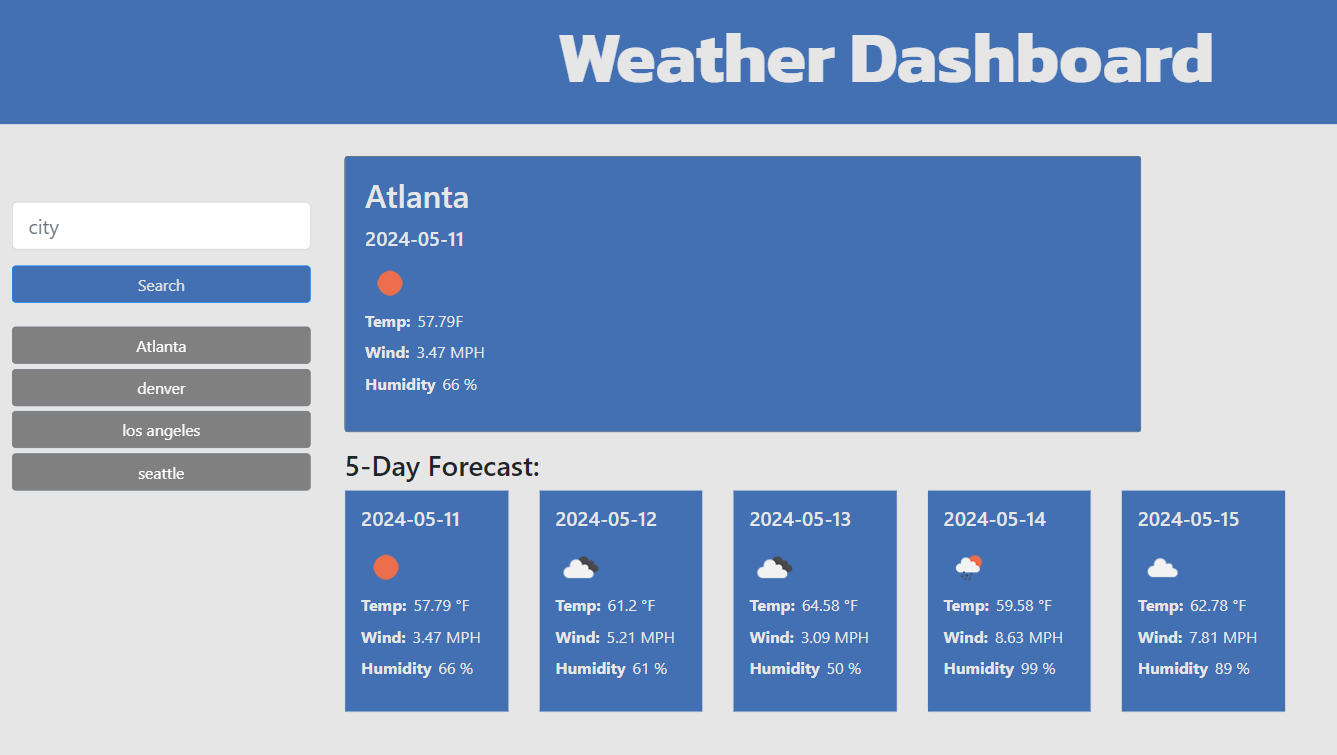 Weather Dashboard
city
Search
Atlanta
denver
los angeles
seattle
Atlanta
2024-05-11
Temp: 57.79F
Wind: 3.47 MPH
Humidity 66 %
5-Day Forecast:
2024-05-11
Temp: 57.79 °F
Wind: 3.47 MPH
Humidity 66 %
2024-05-12
Temp: 61.2 °F
Wind: 5.21 MPH
Humidity 61 %
2024-05-13
Temp: 64.58 °F
Wind: 3.09 MPH
Humidity 50 %
2024-05-14
Temp: 59.58 °F
Wind: 8.63 MPH
Humidity 99 %
2024-05-15
Temp: 62.78 °F
Wind: 7.81 MPH
Humidity 89 %